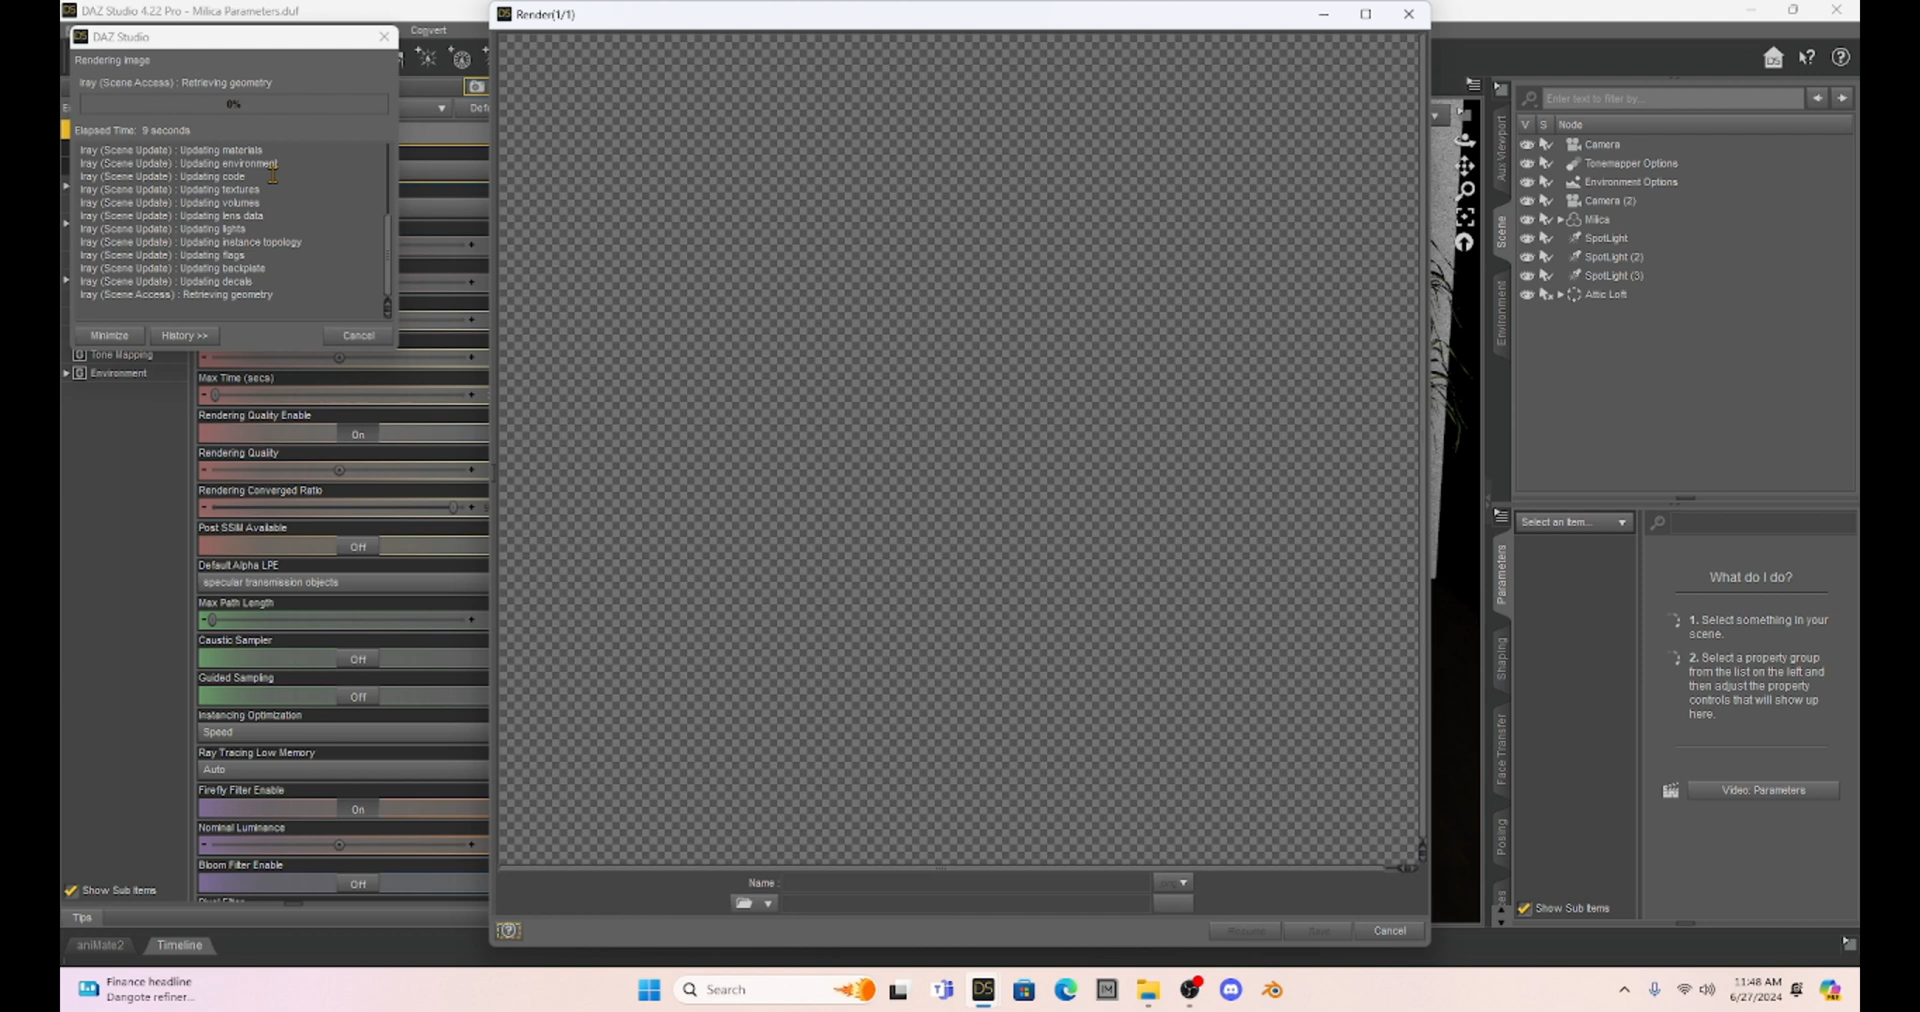 DAZ Studio 4.22 Pro - Milica Parameters.duf
Render(1/1)
DAZ Studio
Convert
Rendering Image
Iray (Scene Access) : Retrieving geometry
0%
Elapsed Time: 9 seconds
Iray (Scene Update) : Updating materials
Iray (Scene Update) : Updating environment
Iray (Scene Update) : Updating code
Iray (Scene Update) : Updating textures
Iray (Scene Update) : Updating volumes
Iray (Scene Update) : Updating lens data
Iray (Scene Update) : Updating lights
Iray (Scene Update) : Updating instance topology
Iray (Scene Update) : Updating flags
Iray (Scene Update) : Updating backplate
Iray (Scene Update) : Updating decals
Iray (Scene Access) : Retrieving geometry
Minimize
History >>
Cancel
Tone Mapping
Environment
Max Time (secs)
Rendering Quality Enable
On
Rendering Quality
Rendering Converged Ratio
Post SSIM Available
Off
Default Alpha LPE
specular transmission objects
Max Path Length
Caustic Sampler
Off
Guided Sampling
Off
Instancing Optimization
Speed
Ray Tracing Low Memory
Auto
Firefly Filter Enable
On
Nominal Luminance
Bloom Filter Enable
Off
Show Sub Items
Tips
aniMate2
Timeline
Name :
.png
Resume
Save
Cancel
Enter text to filter by...
V S Node
Camera
Tonemapper Options
Environment Options
Camera (2)
Milica
SpotLight
SpotLight (2)
SpotLight (3)
Attic Loft
Aux Viewport
Scene
Environment
Select an Item...
Parameters
Shaping
Face Transfer
Posing
What do I do?
1. Select something in your
scene.
2. Select a property group
from the list on the left and
then adjust the property
controls that will show up
here.
Video: Parameters
Show Sub Items
Finance headline
Dangote refiner...
Search
11:48 AM
6/27/2024